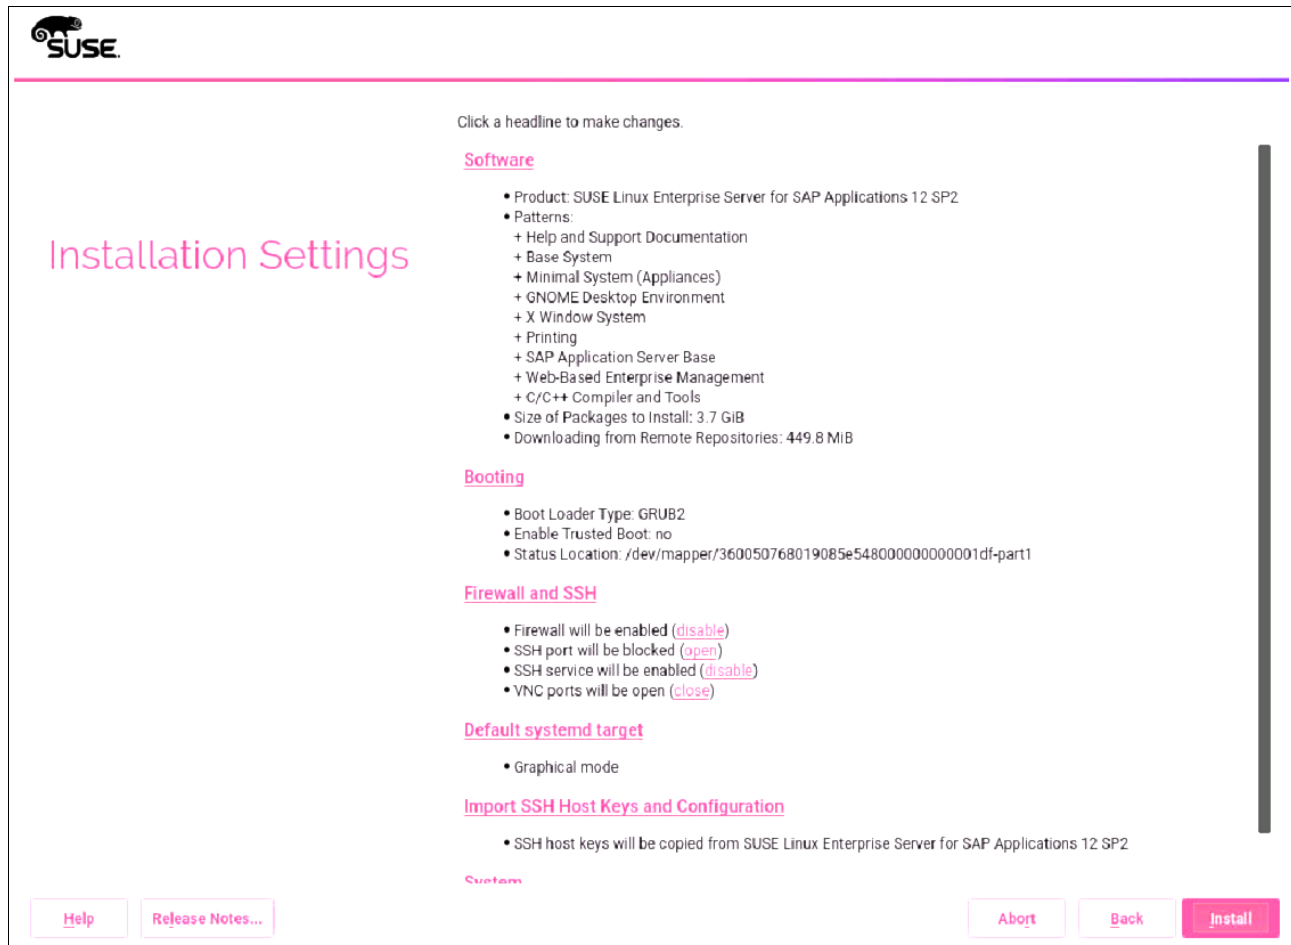 SUSE.
Click a headline to make changes.
Installation Settings
Software
• Product: SUSE Linux Enterprise Server for SAP Applications 12 SP2
• Patterns:
+ Help and Support Documentation
+ Base System
+ Minimal System (Appliances)
+ GNOME Desktop Environment
+ X Window System
+ Printing
+ SAP Application Server Base
+ Web-Based Enterprise Management
+ C/C++ Compiler and Tools
• Size of Packages to Install: 3.7 GiB
• Downloading from Remote Repositories: 449.8 MiB
Booting
• Boot Loader Type: GRUB2
• Enable Trusted Boot: no
• Status Location: /dev/mapper/360050768019085e548000000000001df-part1
Firewall and SSH
• Firewall will be enabled (disable)
• SSH port will be blocked (open)
• SSH service will be enabled (disable)
• VNC ports will be open (close)
Default systemd target
• Graphical mode
Import SSH Host Keys and Configuration
• SSH host keys will be copied from SUSE Linux Enterprise Server for SAP Applications 12 SP2
System
Help
Release Notes...
Abort
Back
Install